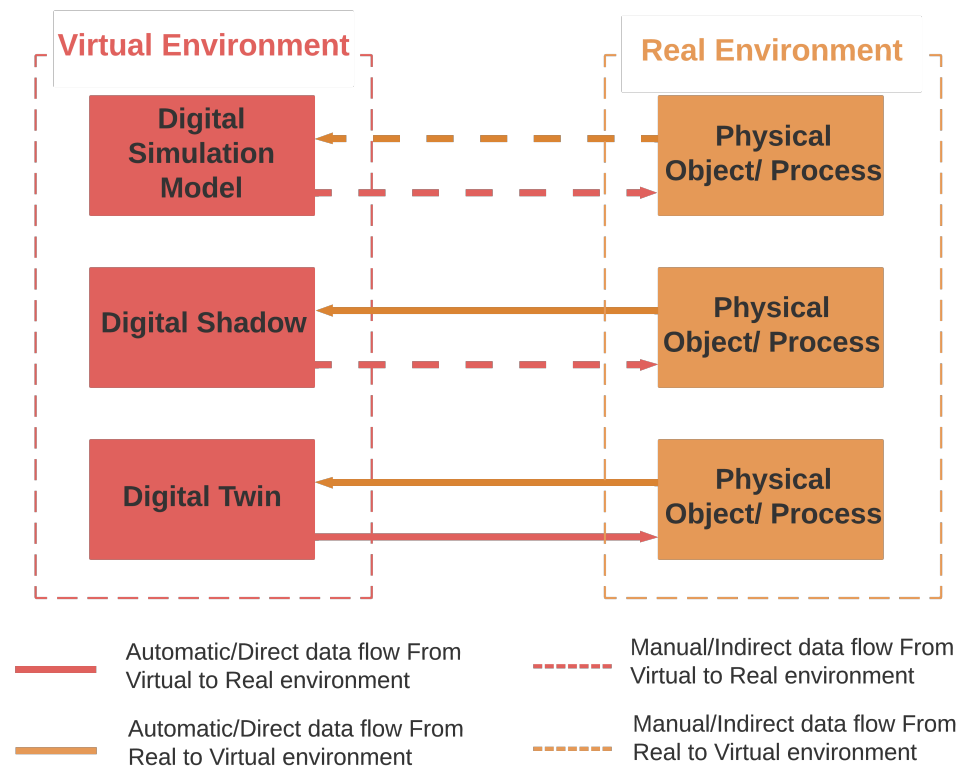 Virtual Environment
Real Environment
Digital
Simulation
Model
Physical
Object/ Process
Digital Shadow
Physical
Object/ Process
Digital Twin
Physical
Object/ Process
Automatic/Direct data flow From
Virtual to Real environment
Manual/Indirect data flow From
Virtual to Real environment
Automatic/Direct data flow From
Real to Virtual environment
Manual/Indirect data flow From
Real to Virtual environment